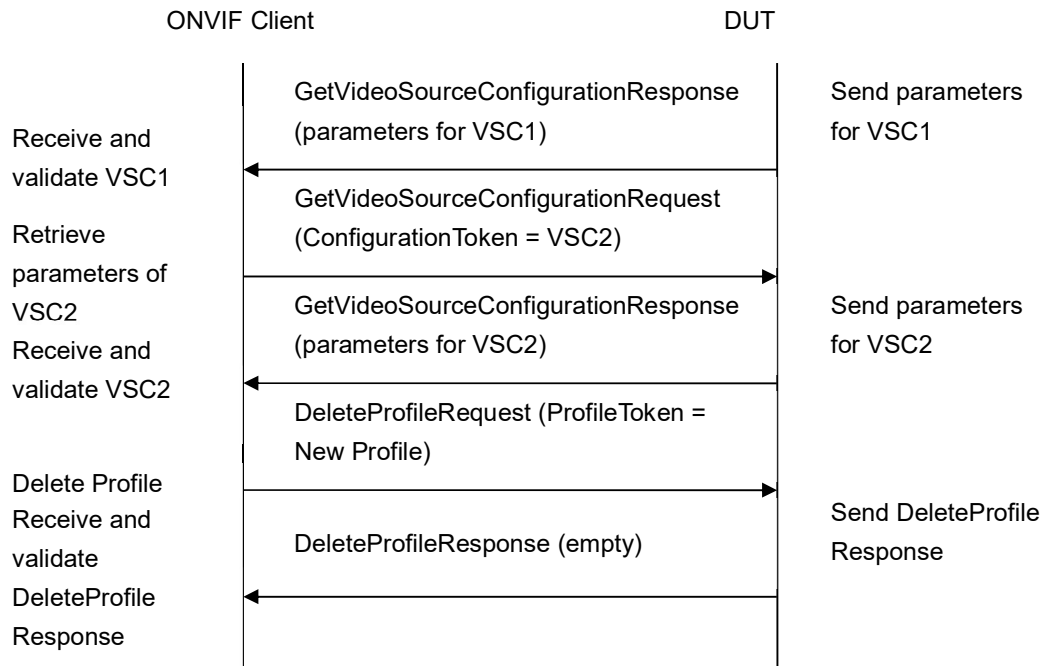 ONVIF Client
DUT
GetVideoSourceConfigurationResponse
(parameters for VSC1)
Send parameters
for VSC1
Receive and
validate VSC1
GetVideoSourceConfigurationRequest
(ConfigurationToken = VSC2)
Retrieve
parameters of
VSC2
GetVideoSourceConfigurationResponse
(parameters for VSC2)
Send parameters
for VSC2
Receive and
validate VSC2
DeleteProfileRequest (ProfileToken =
New Profile)
Delete Profile
Send DeleteProfile
Response
DeleteProfileResponse (empty)
Receive and
validate
DeleteProfile
Response